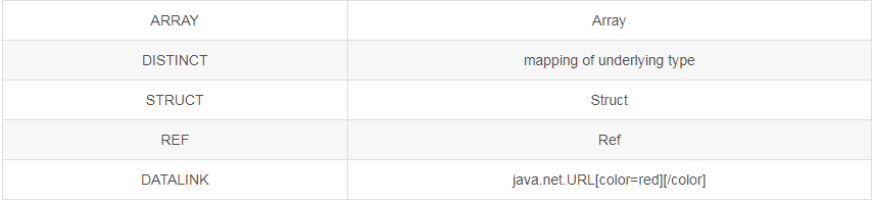 ARRAY Array
DISTINCT mapping of underlying type
STRUCT Struct
REF Ref
DATALINK java.net.URL[color=red][/color]